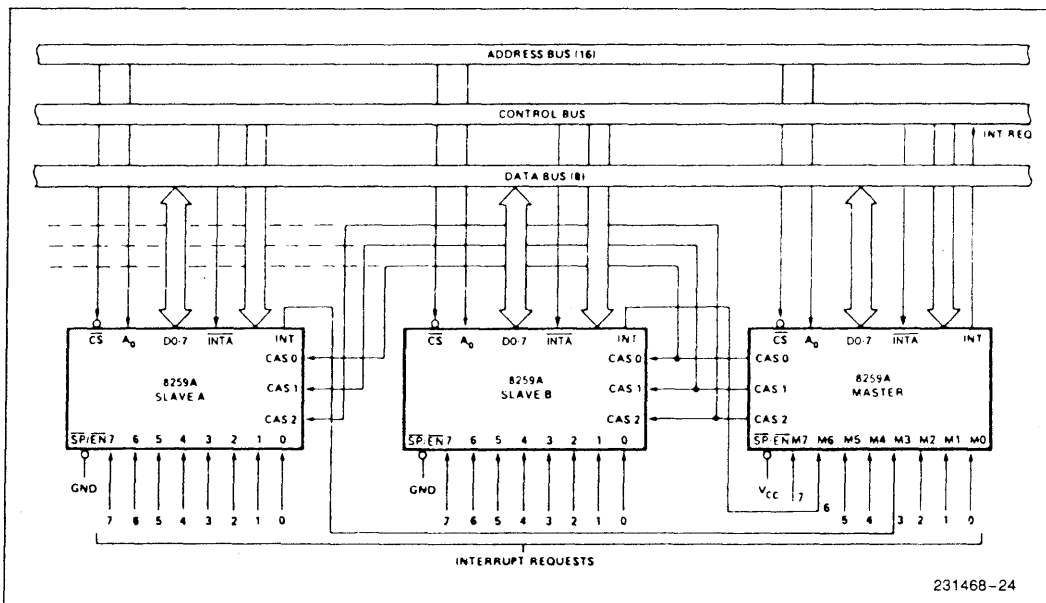 ADDRESS BUS (16)
CONTROL BUS
INT REQ
DATA BUS (8)
CS A0 D0-7 INTA INT
CAS 0
8259A
SLAVE A
CAS 1
CAS 2
SP/EN 7 6 5 4 3 2 1 0
GND
7 6 5 4 3 2 1 0
CS A0 D0-7 INTA INT
CAS 0
8259A
SLAVE B
CAS 1
CAS 2
SP/EN 7 6 5 4 3 2 1 0
GND
7 6 5 4 3 2 1 0
CS A0 D0-7 INTA INT
CAS 0
8259A
MASTER
CAS 1
CAS 2
SP/EN M7 M6 M5 M4 M3 M2 M1 M0
VCC
7 6 5 4 3 2 1 0
INTERRUPT REQUESTS
231468-24